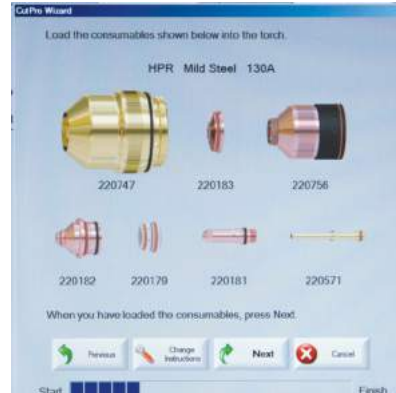 CutPro Wizard
Load the consumables shown below into the torch.
HPR Mild Steel 130A
220747 220183 220756
220182 220179 220181 220571
When you have loaded the consumables, press Next.
Previous Change Instructions Next Cancel
Start Finish